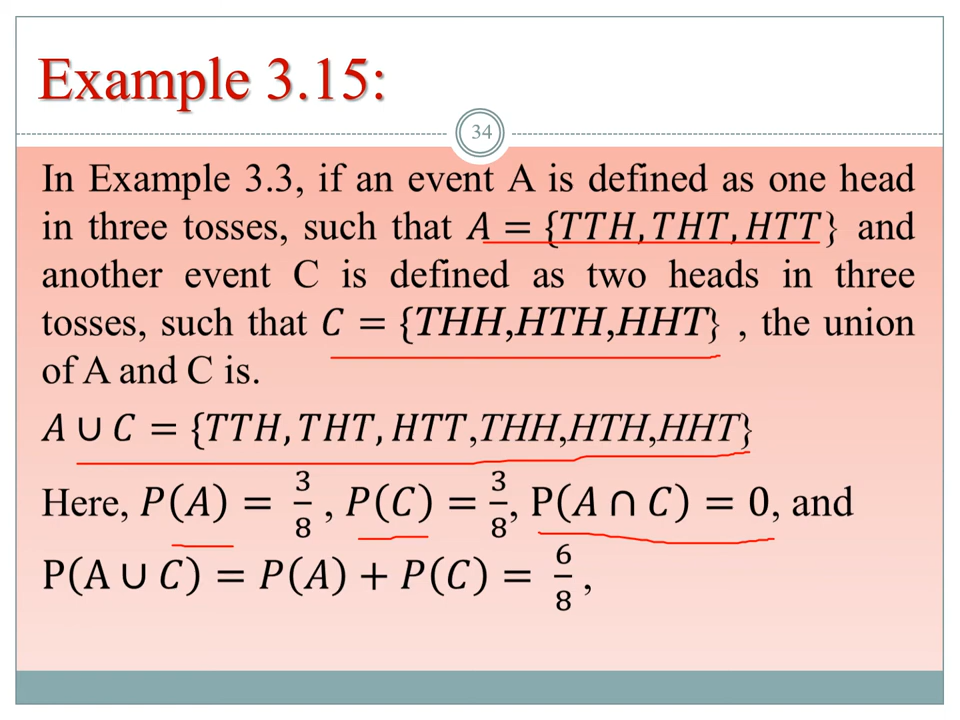 Example 3.15:
34
In Example 3.3, if an event A is defined as one head
in three tosses, such that A = {TTH, THT, HTT} and
another event C is defined as two heads in three
tosses, such that C = {THH,HTH,HHT} , the union
of A and C is.
A ∪ C = {TTH, THT, HTT,THH,HTH,HHT}
Here, P(A) = 3/8 , P(C) = 3/8, P(A ∩ C) = 0, and
P(A ∪ C) = P(A) + P(C) = 6/8 ,